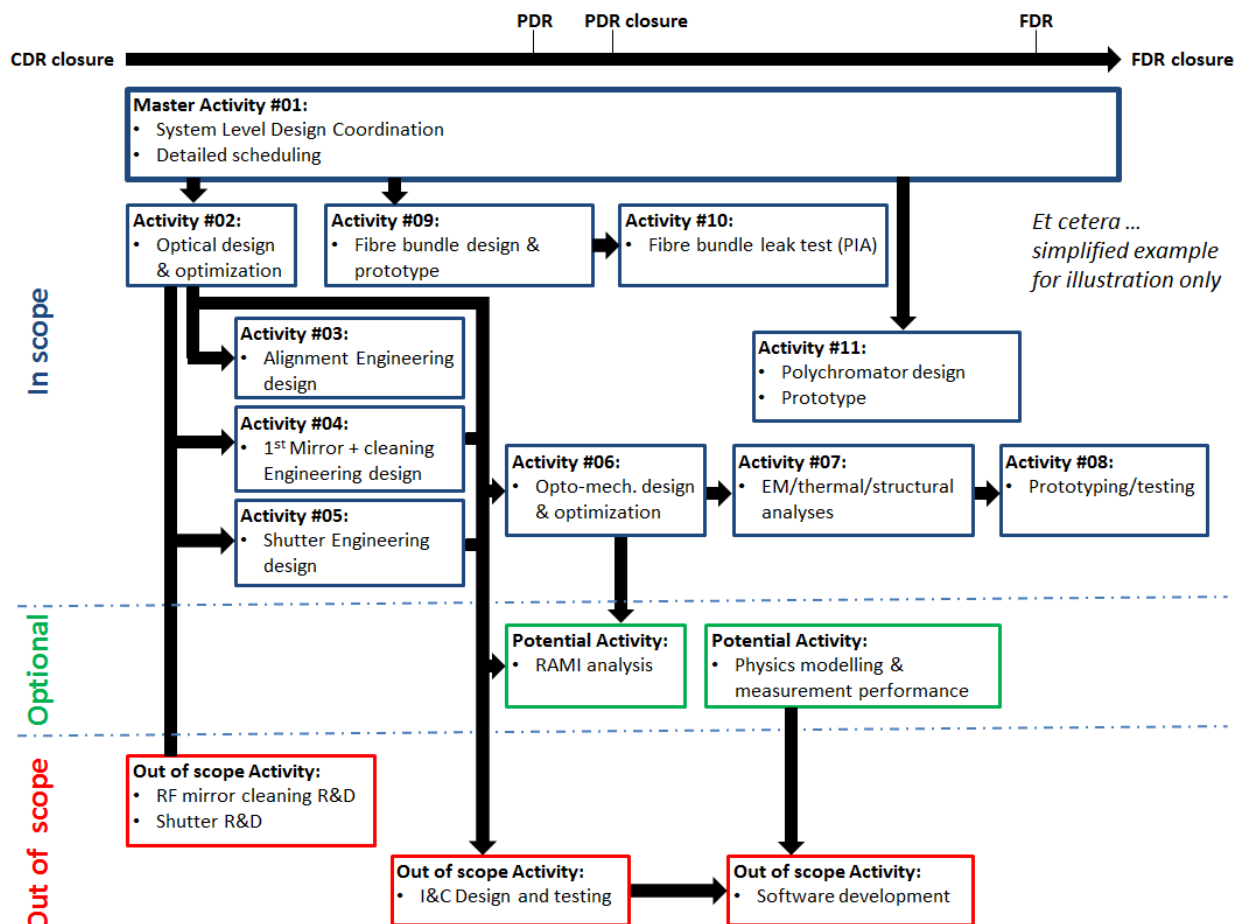 PDR
PDR closure
FDR
CDR closure
FDR closure
Master Activity #01:
• System Level Design Coordination
• Detailed scheduling
Activity #02:
• Optical design
& optimization
Activity #09:
• Fibre bundle design &
prototype
Activity #10:
• Fibre bundle leak test (PIA)
Et cetera ...
simplified example
for illustration only
In scope
Activity #03:
• Alignment Engineering
design
Activity #11:
• Polychromator design
• Prototype
Activity #04:
• 1st Mirror + cleaning
Engineering design
Activity #06:
• Opto-mech. design
& optimization
Activity #07:
• EM/thermal/structural
analyses
Activity #08:
• Prototyping/testing
Activity #05:
• Shutter Engineering
design
Optional
Potential Activity:
• RAMI analysis
Potential Activity:
• Physics modelling &
measurement performance
Out of scope
Out of scope Activity:
• RF mirror cleaning R&D
• Shutter R&D
Out of scope Activity:
• I&C Design and testing
Out of scope Activity:
• Software development